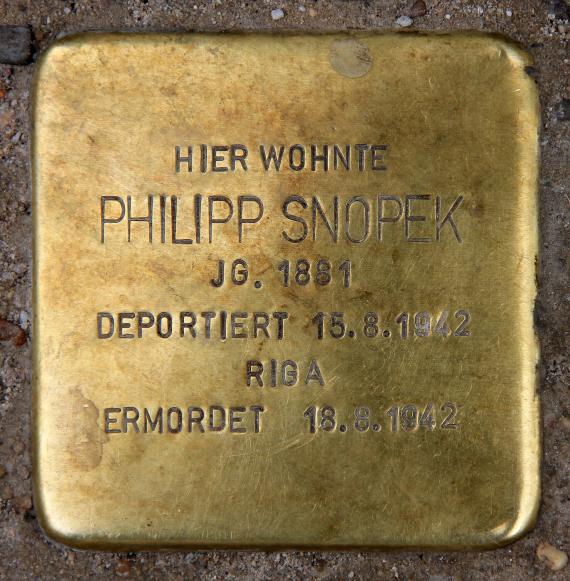 HIER WOHNTE
PHILIPP SNOPEK
JG. 1881
DEPORTIERT 15.8.1942
RIGA
ERMORDET 18.8.1942